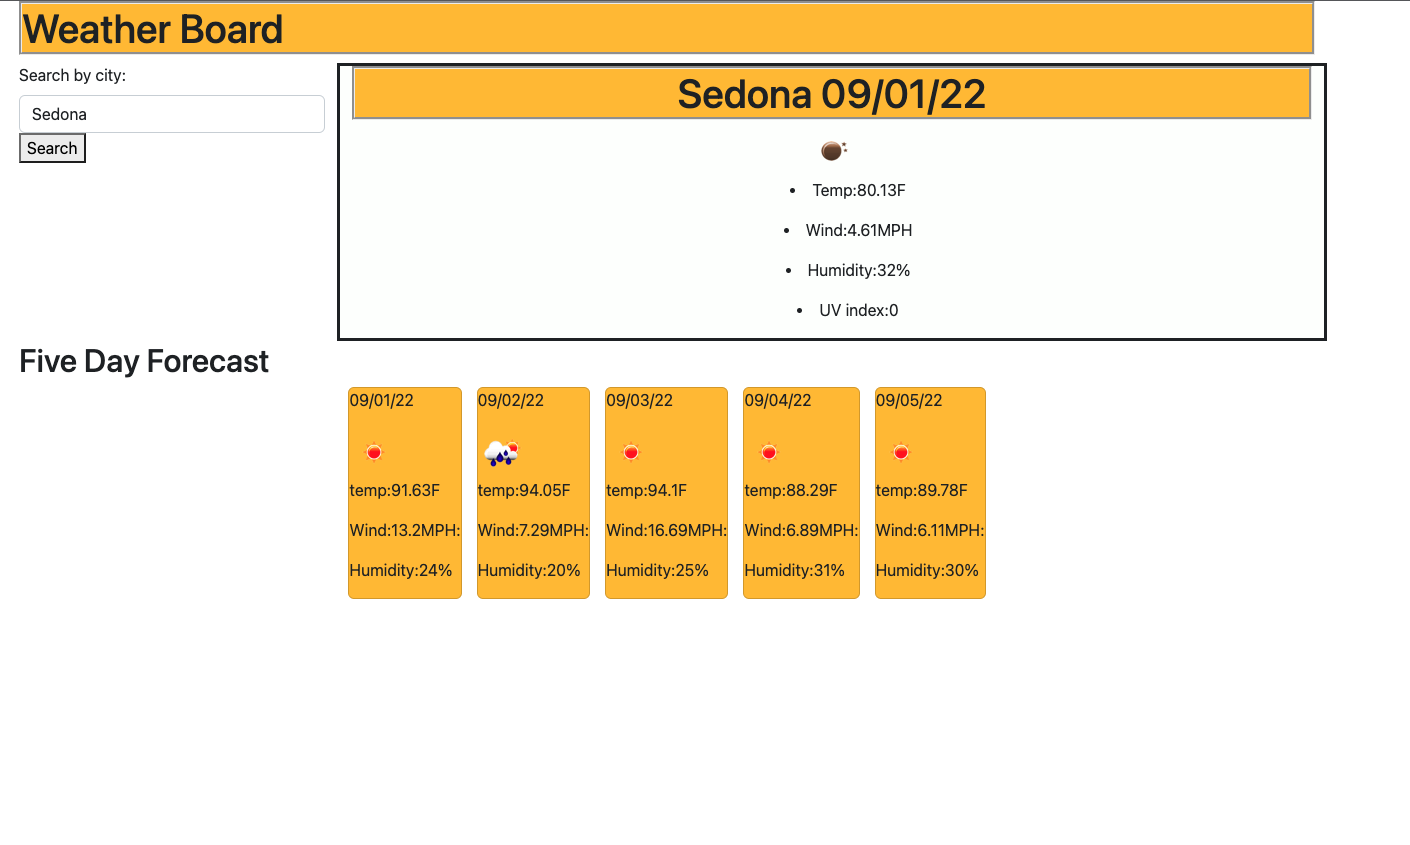 Weather Board
Search by city:
Sedona
Search
Sedona 09/01/22
• Temp:80.13F
• Wind:4.61MPH
• Humidity:32%
• UV index:0
Five Day Forecast
09/01/22
temp:91.63F
Wind:13.2MPH:
Humidity:24%
09/02/22
temp:94.05F
Wind:7.29MPH:
Humidity:20%
09/03/22
temp:94.1F
Wind:16.69MPH:
Humidity:25%
09/04/22
temp:88.29F
Wind:6.89MPH:
Humidity:31%
09/05/22
temp:89.78F
Wind:6.11MPH:
Humidity:30%